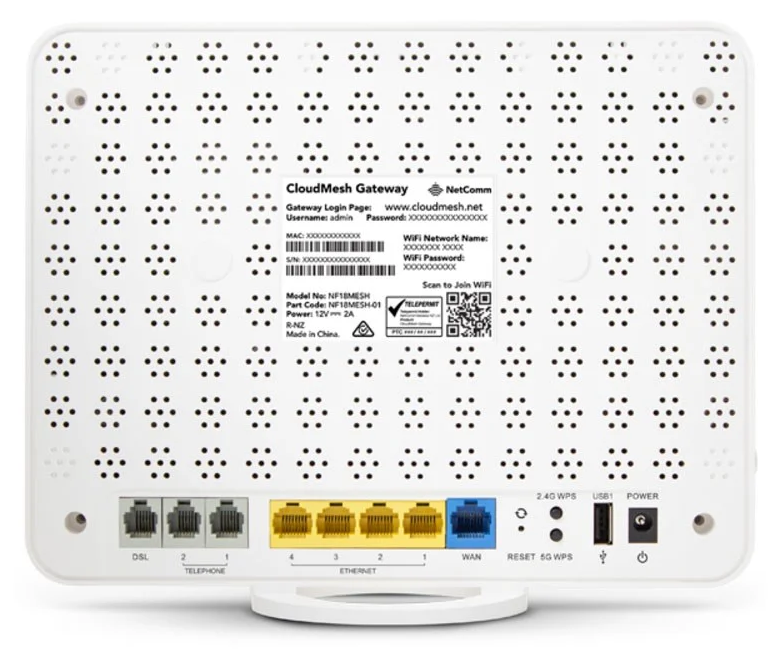 CloudMesh Gateway NetComm
Gateway Login Page: www.cloudmesh.net
Username: admin Password: XXXXXXXXXXXXXXX
MAC: XXXXXXXXXXXX
WiFi Network Name:
XXXXXXX XXXX
S/N: XXXXXXXXXXXXXXX
WiFi Password:
XXXXXXXXXX
Scan to Join WiFi
Model No: NF18MESH
Part Code: NF18MESH-01
Power: 12V 2A
R-NZ
Made in China.
TELEPERMIT
PTC ### / ## / ###
2.4G WPS USB1 POWER
DSL 2 1 4 3 2 1 WAN RESET 5G WPS
TELEPHONE ETHERNET